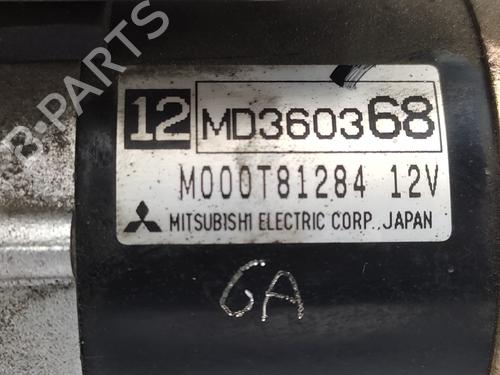 12 MD360368
M000T81284 12V
MITSUBISHI ELECTRIC CORP., JAPAN
GA
B-PARTS